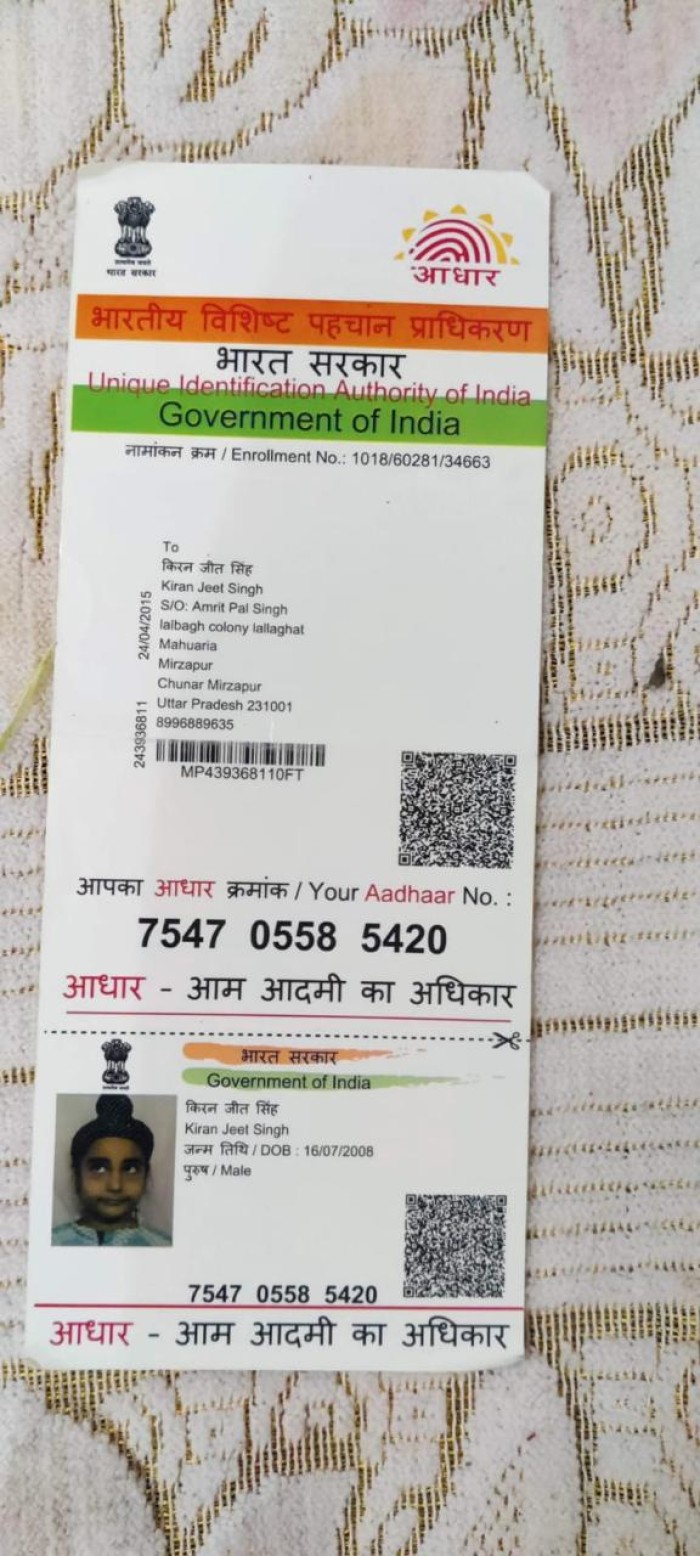 भारत सरकार
आधार
भारतीय विशिष्ट पहचान प्राधिकरण
भारत सरकार
Unique Identification Authority of India
Government of India
नामांकन क्रम / Enrollment No.: 1018/60281/34663
To
किरन जीत सिंह
Kiran Jeet Singh
S/O: Amrit Pal Singh
lalbagh colony lallaghat
Mahuaria
Mirzapur
Chunar Mirzapur
Uttar Pradesh 231001
8996889635
24/04/2015
243936811
MP439368110FT
आपका आधार क्रमांक / Your Aadhaar No. :
7547 0558 5420
आधार - आम आदमी का अधिकार
भारत सरकार
Government of India
किरन जीत सिंह
Kiran Jeet Singh
जन्म तिथि / DOB : 16/07/2008
पुरुष / Male
7547 0558 5420
आधार - आम आदमी का अधिकार